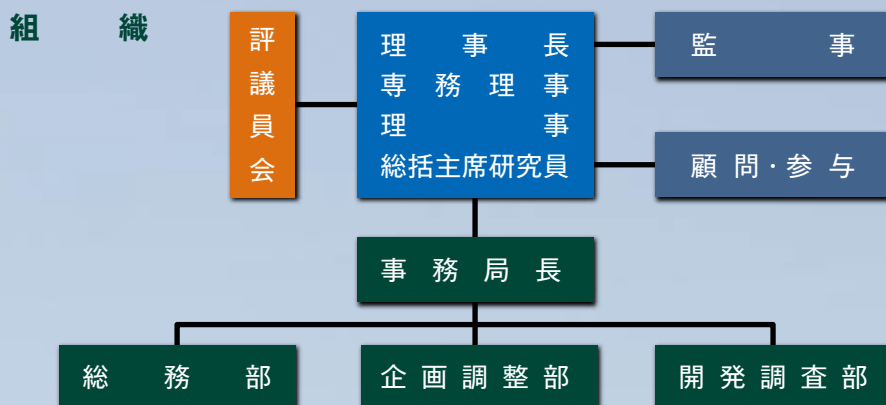 組織
評議員会
理事長
専務理事
理事
総括主席研究員
監事
顧問・参与
事務局長
総務部
企画調整部
開発調査部